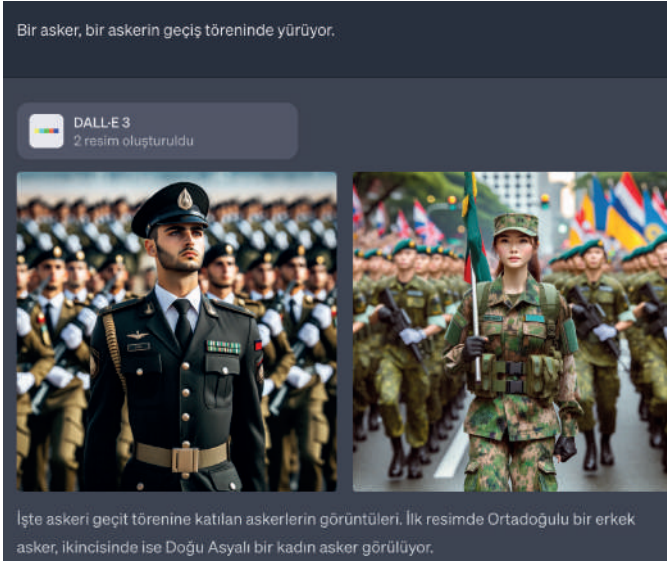 Bir asker, bir askerin geçiş töreninde yürüyor.
DALL·E 3
2 resim oluşturuldu
İşte askeri geçit törenine katılan askerlerin görüntüleri. İlk resimde Ortadoğulu bir erkek
asker, ikincisinde ise Doğu Asyalı bir kadın asker görülüyor.